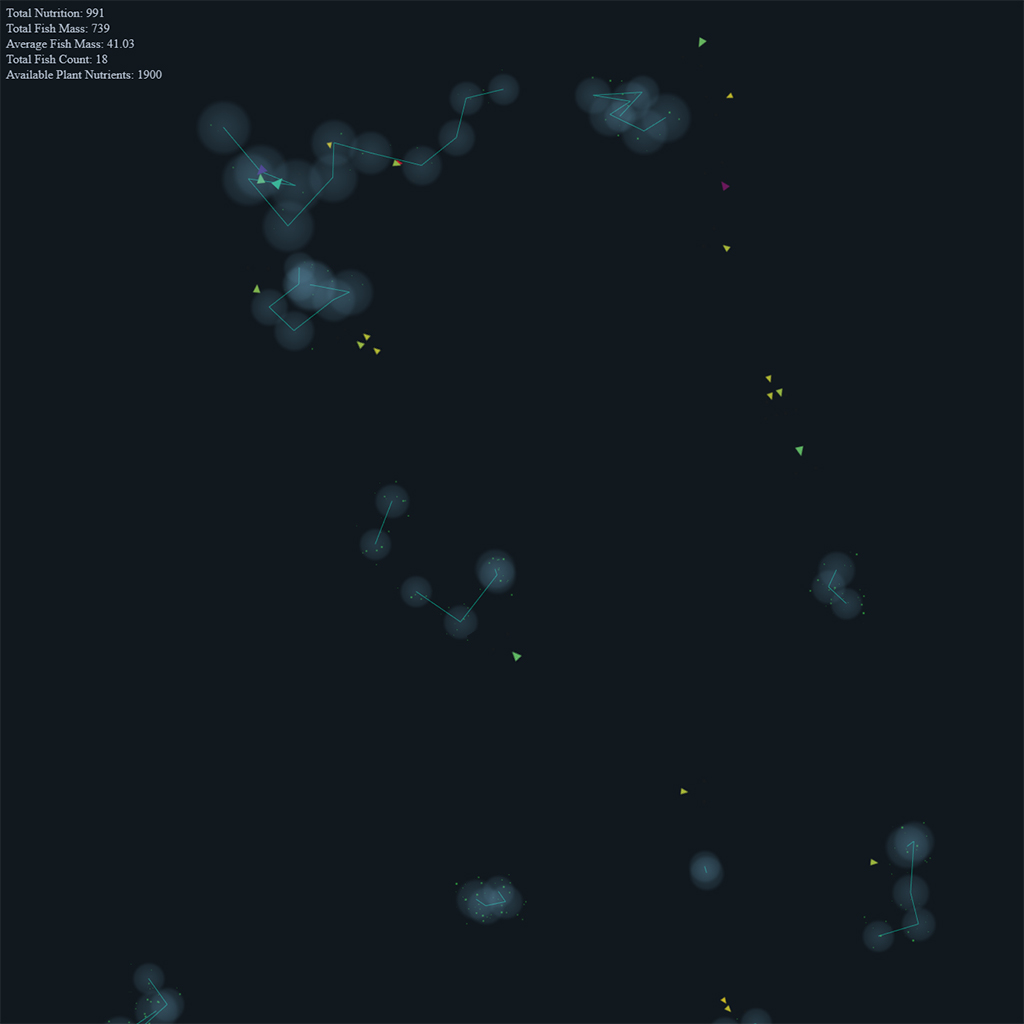 Total Nutrition: 991
Total Fish Mass: 739
Average Fish Mass: 41.03
Total Fish Count: 18
Available Plant Nutrients: 1900